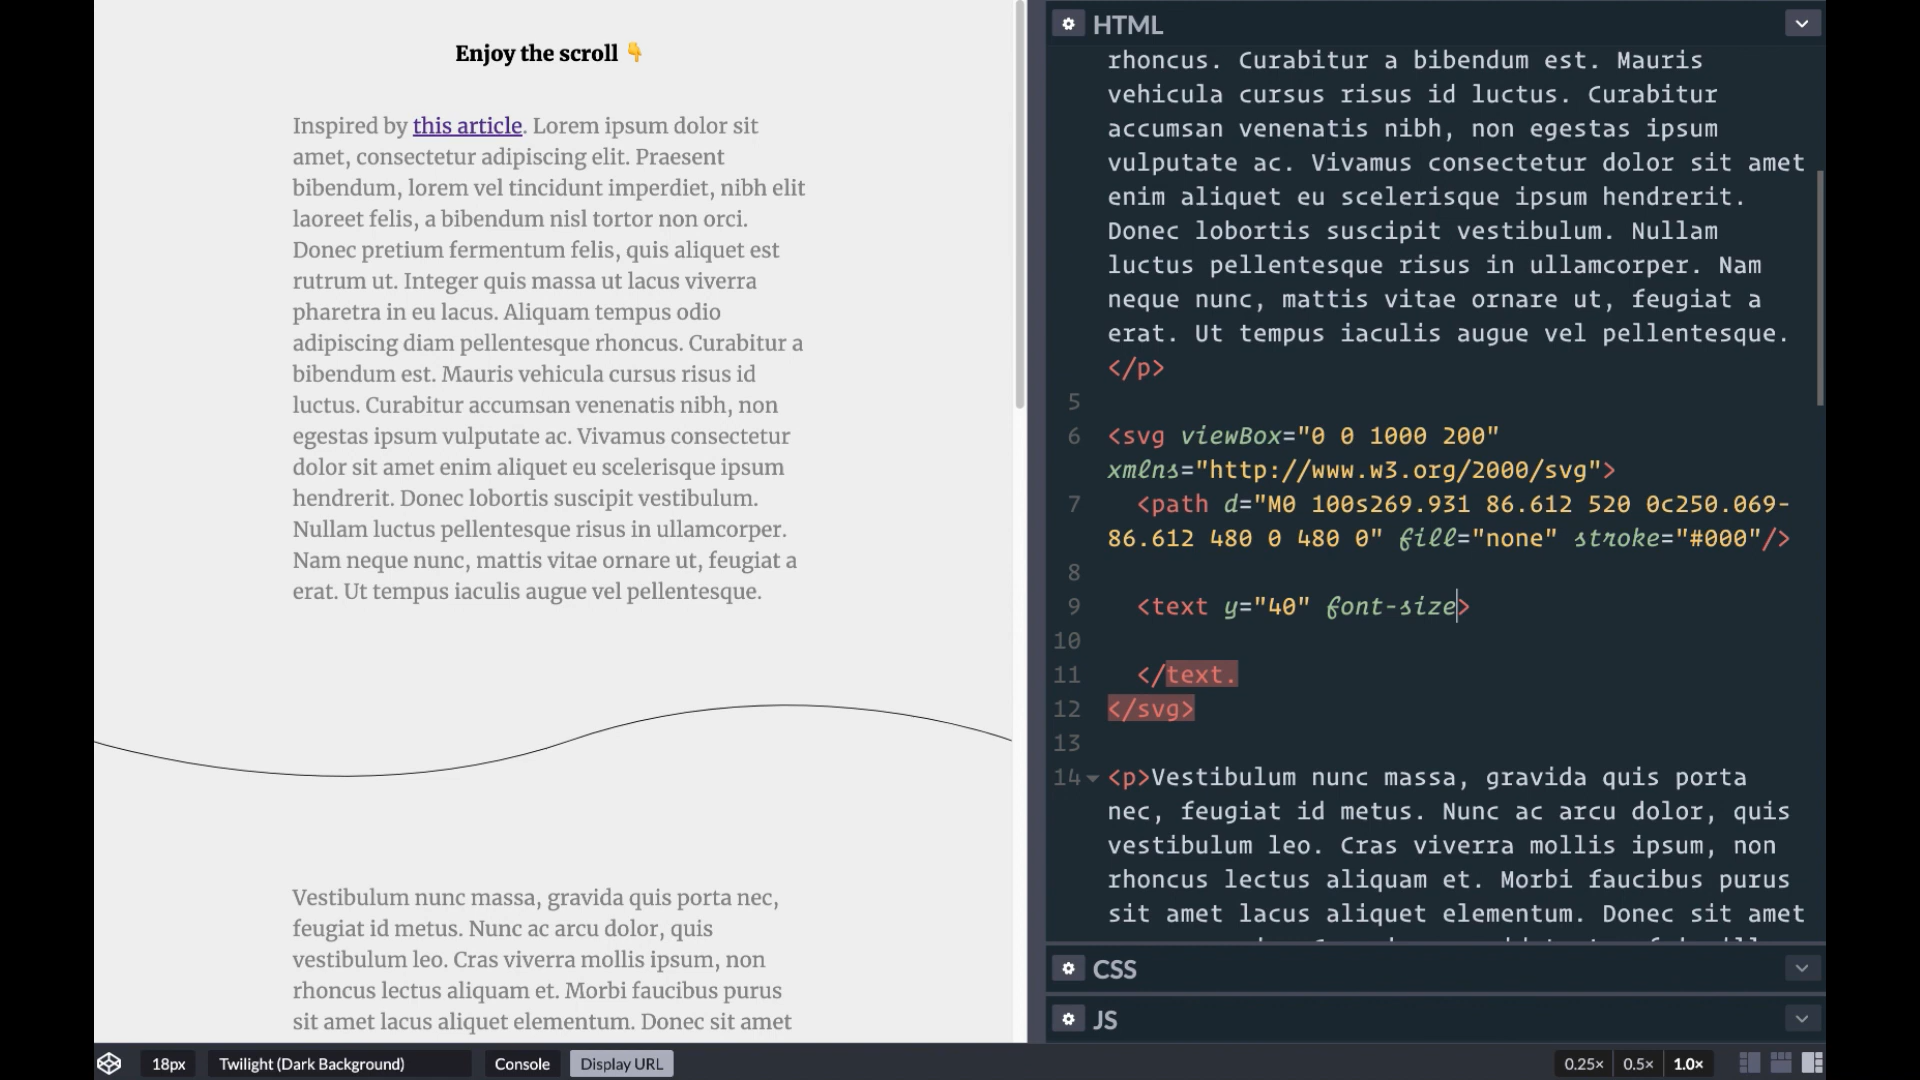 Enjoy the scroll 👇
Inspired by this article. Lorem ipsum dolor sit
amet, consectetur adipiscing elit. Praesent
bibendum, lorem vel tincidunt imperdiet, nibh elit
laoreet felis, a bibendum nisl tortor non orci.
Donec pretium fermentum felis, quis aliquet est
rutrum ut. Integer quis massa ut lacus viverra
pharetra in eu lacus. Aliquam tempus odio
adipiscing diam pellentesque rhoncus. Curabitur a
bibendum est. Mauris vehicula cursus risus id
luctus. Curabitur accumsan venenatis nibh, non
egestas ipsum vulputate ac. Vivamus consectetur
dolor sit amet enim aliquet eu scelerisque ipsum
hendrerit. Donec lobortis suscipit vestibulum.
Nullam luctus pellentesque risus in ullamcorper.
Nam neque nunc, mattis vitae ornare ut, feugiat a
erat. Ut tempus iaculis augue vel pellentesque.
Vestibulum nunc massa, gravida quis porta nec,
feugiat id metus. Nunc ac arcu dolor, quis
vestibulum leo. Cras viverra mollis ipsum, non
rhoncus lectus aliquam et. Morbi faucibus purus
sit amet lacus aliquet elementum. Donec sit amet
HTML
rhoncus. Curabitur a bibendum est. Mauris
vehicula cursus risus id luctus. Curabitur
accumsan venenatis nibh, non egestas ipsum
vulputate ac. Vivamus consectetur dolor sit amet
enim aliquet eu scelerisque ipsum hendrerit.
Donec lobortis suscipit vestibulum. Nullam
luctus pellentesque risus in ullamcorper. Nam
neque nunc, mattis vitae ornare ut, feugiat a
erat. Ut tempus iaculis augue vel pellentesque.
</p>
5
6 <svg viewBox="0 0 1000 200"
xmlns="http://www.w3.org/2000/svg">
7 <path d="M0 100s269.931 86.612 520 0c250.069-
86.612 480 0 480 0" fill="none" stroke="#000"/>
8
9 <text y="40" font-size>
10
11 </text.
12 </svg>
13
14 <p>Vestibulum nunc massa, gravida quis porta
nec, feugiat id metus. Nunc ac arcu dolor, quis
vestibulum leo. Cras viverra mollis ipsum, non
rhoncus lectus aliquam et. Morbi faucibus purus
sit amet lacus aliquet elementum. Donec sit amet
CSS
JS
18px Twilight (Dark Background) Console Display URL 0.25× 0.5× 1.0×